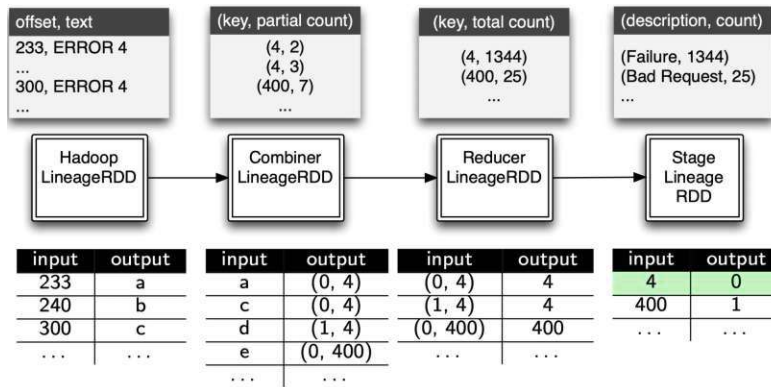 offset, text
233, ERROR 4
...
300, ERROR 4
...
(key, partial count)
(4, 2)
(4, 3)
(400, 7)
...
(key, total count)
(4, 1344)
(400, 25)
...
(description, count)
(Failure, 1344)
(Bad Request, 25)
...
Hadoop
LineageRDD
Combiner
LineageRDD
Reducer
LineageRDD
Stage
Lineage
RDD
input output
233 a
240 b
300 c
... ...
input output
a (0, 4)
c (0, 4)
d (1, 4)
e (0, 400)
... ...
input output
(0, 4) 4
(1, 4) 4
(0, 400) 400
... ...
input output
4 0
400 1
... ...